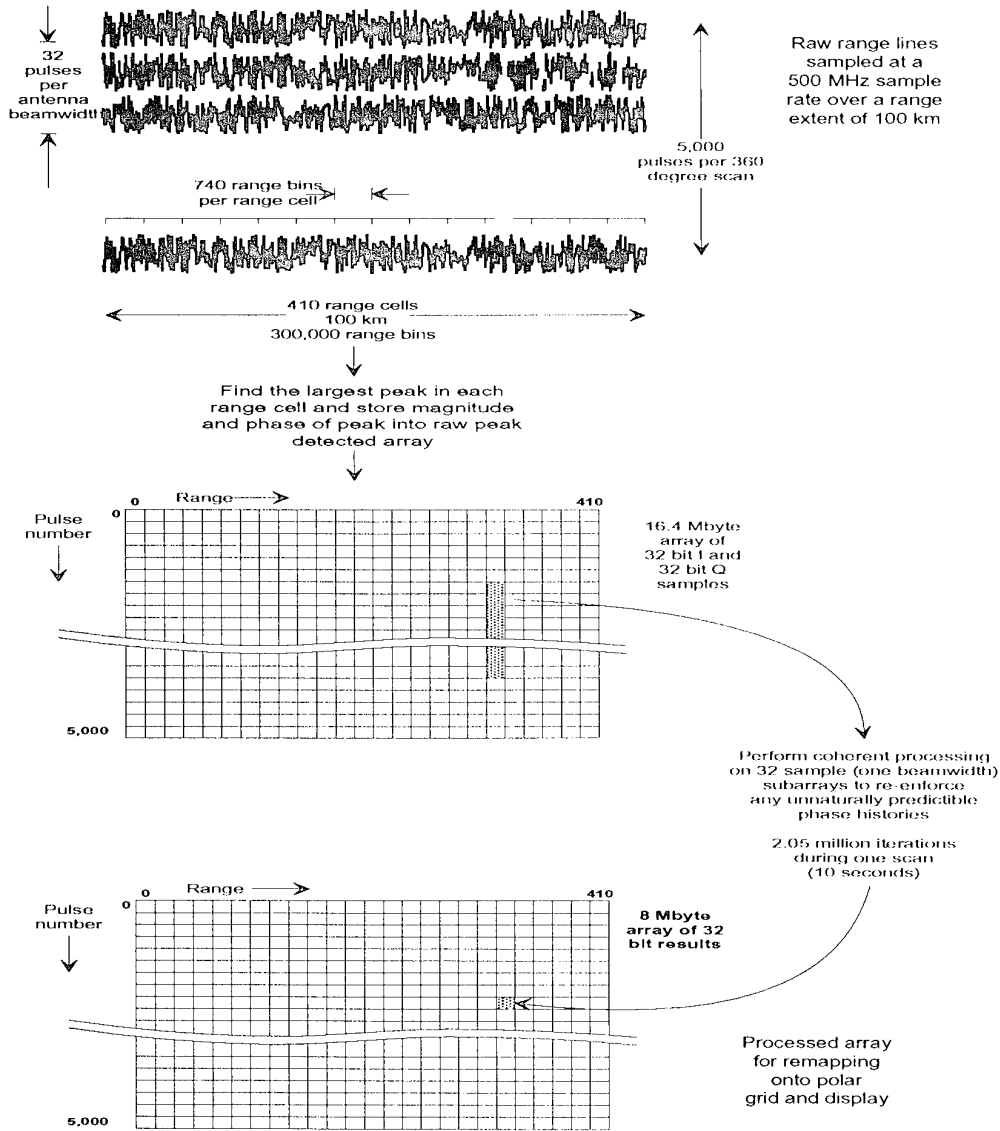 32
pulses
per
antenna
beamwidth
Raw range lines
sampled at a
500 MHz sample
rate over a range
extent of 100 km
5,000
pulses per 360
degree scan
740 range bins
per range cell
410 range cells
100 km
300,000 range bins
Find the largest peak in each
range cell and store magnitude
and phase of peak into raw peak
detected array
0
Range
410
Pulse
number
0
5,000
16.4 Mbyte
array of
32 bit I and
32 bit Q
samples
Perform coherent processing
on 32 sample (one beamwidth)
subarrays to re-enforce
any unnaturally predictible
phase histories
2.05 million iterations
during one scan
(10 seconds)
0
Range
410
Pulse
number
0
5,000
8 Mbyte
array of 32
bit results
Processed array
for remapping
onto polar
grid and display